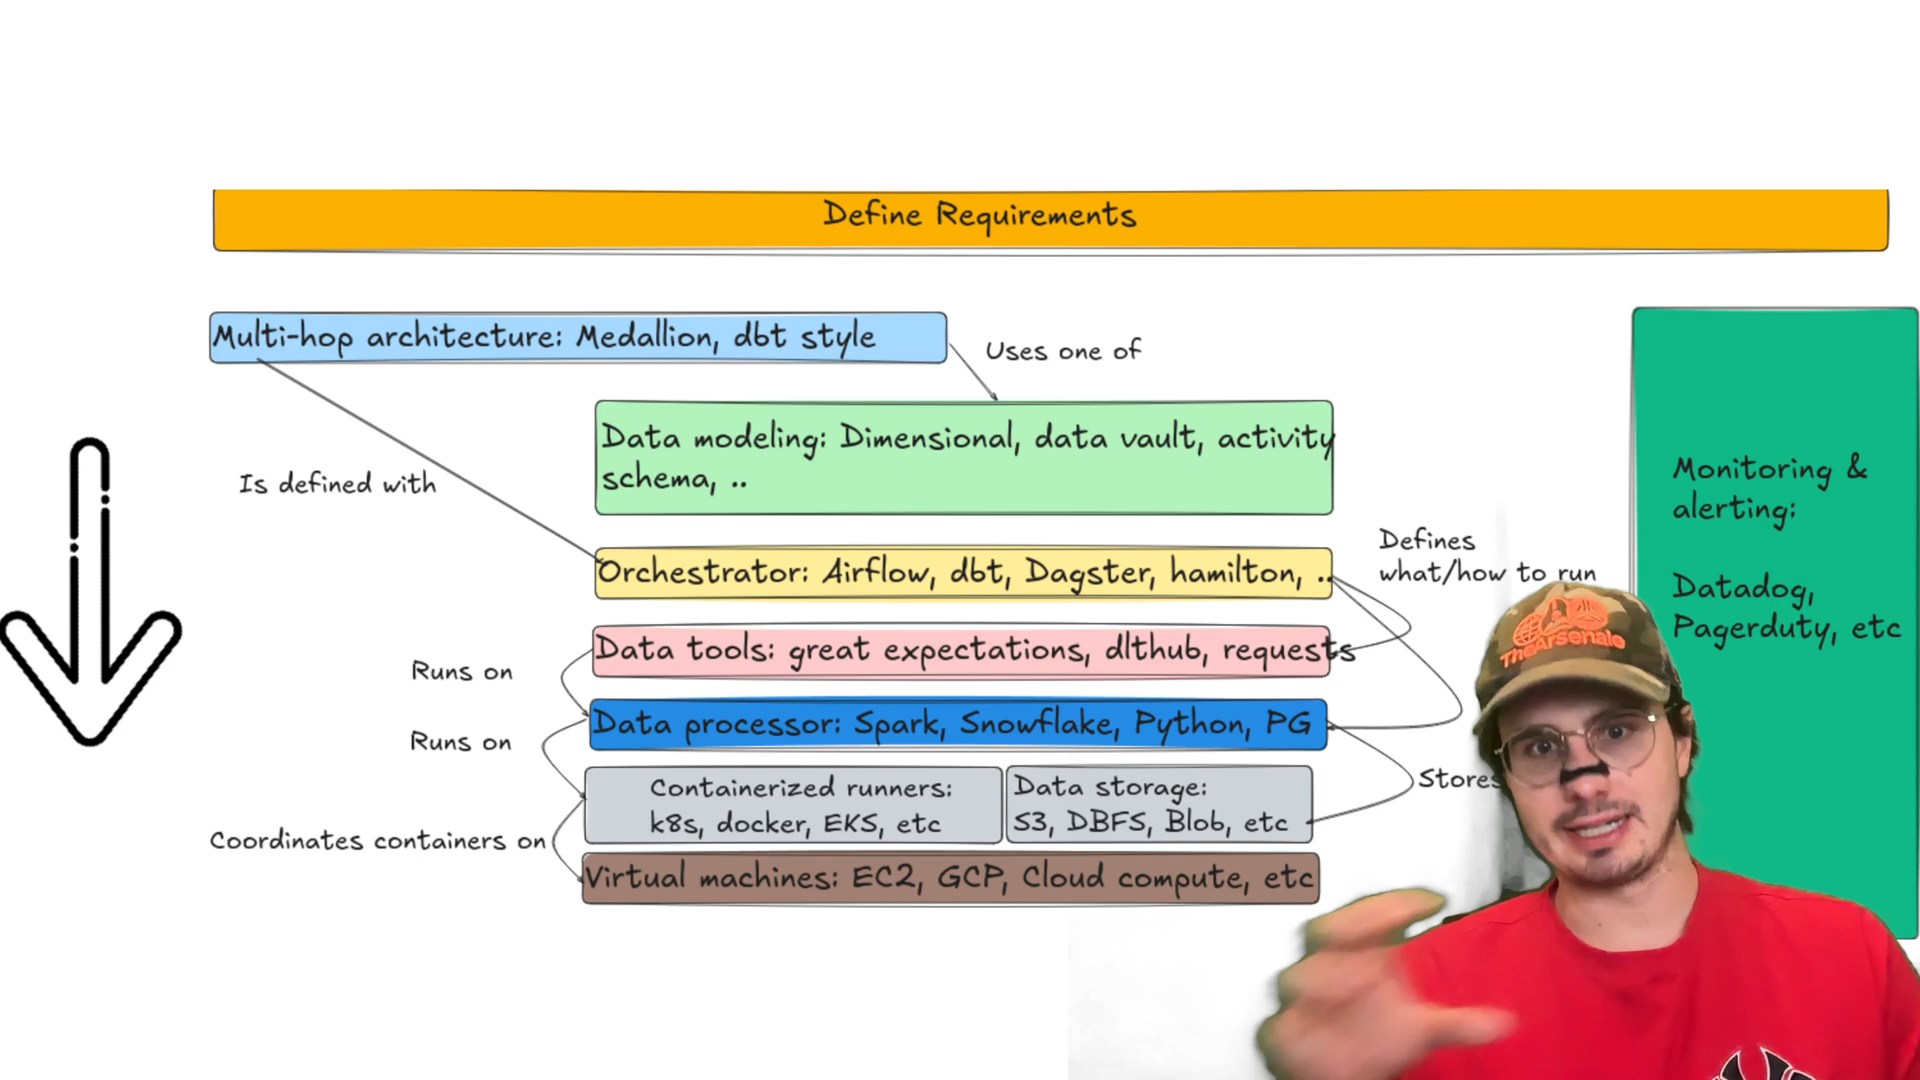 Define Requirements
Multi-hop architecture: Medallion, dbt style
Uses one of
Data modeling: Dimensional, data vault, activity
schema, ..
Is defined with
Orchestrator: Airflow, dbt, Dagster, hamilton, ..
Defines
what/how to run
Data tools: great expectations, dlthub, requests
Runs on
Data processor: Spark, Snowflake, Python, PG
Runs on
Containerized runners:
k8s, docker, EKS, etc
Data storage:
S3, DBFS, Blob, etc
Stores
Coordinates containers on
Virtual machines: EC2, GCP, Cloud compute, etc
Monitoring &
alerting:
Datadog,
Pagerduty, etc
TheArsenale